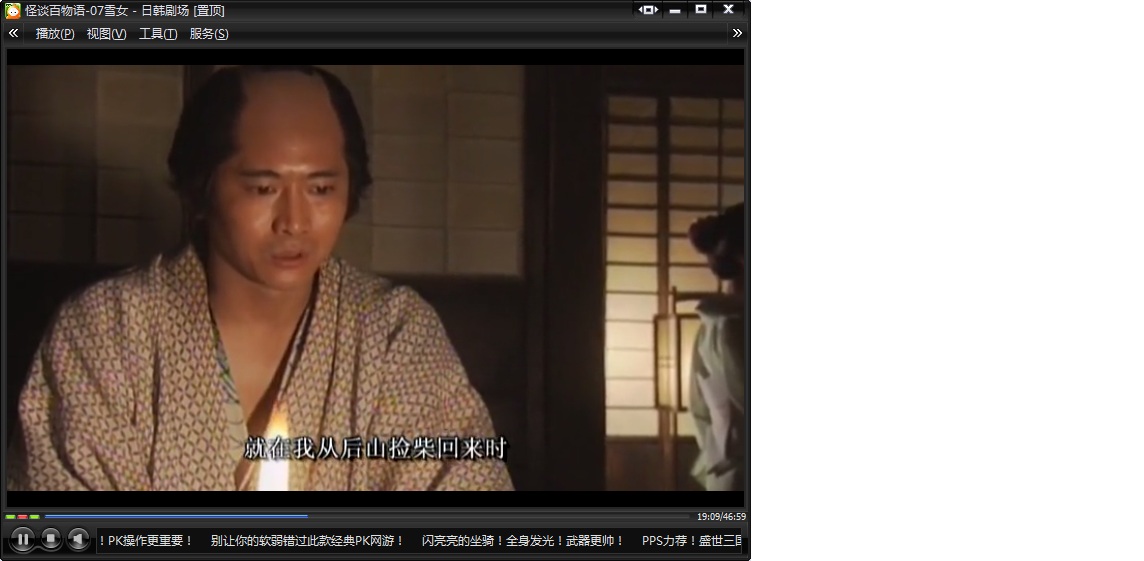 怪谈百物语-07雪女 - 日韩剧场 [置顶]
播放(P) 视图(V) 工具(T) 服务(S)
就在我从后山捡柴回来时
19:09/46:59
！PK操作更重要！ 别让你的软弱错过此款经典PK网游！ 闪亮亮的坐骑！全身发光！武器更帅！ PPS力荐！盛世三国